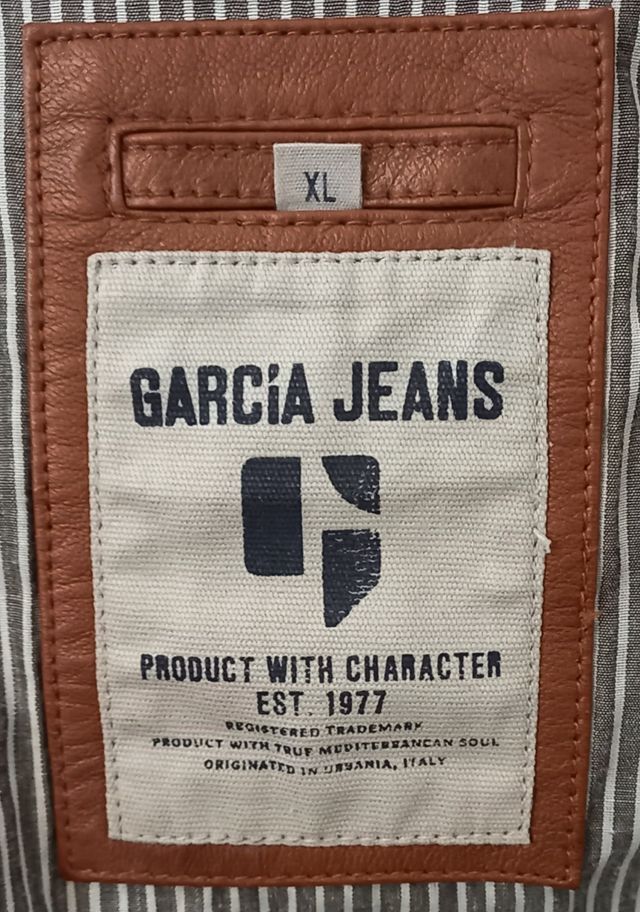 XL
GARCíA JEANS
PRODUCT WITH CHARACTER
EST. 1977
REGISTERED TRADEMARK
PRODUCT WITH TRUE MEDITERRANEAN SOUL
ORIGINATED IN URBANIA, ITALY